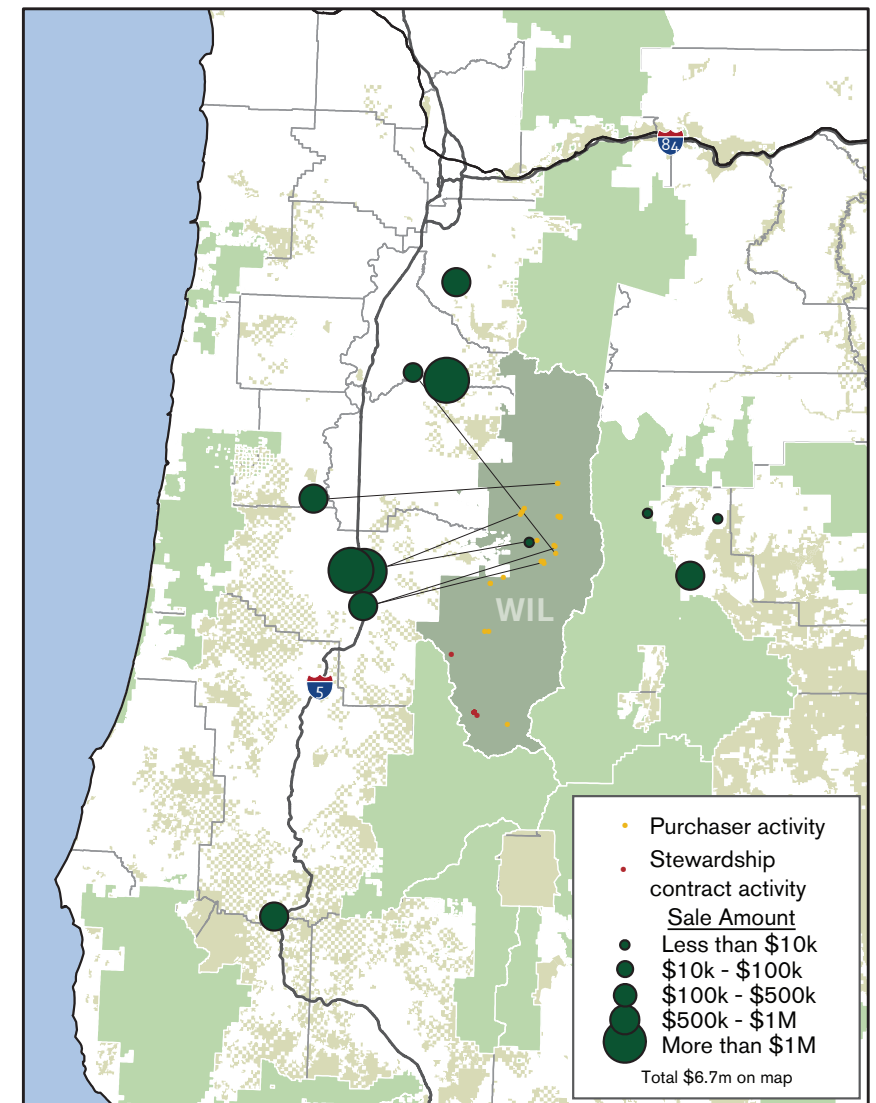 84
WIL
5
Purchaser activity
Stewardship
contract activity
Sale Amount
Less than $10k
$10k - $100k
$100k - $500k
$500k - $1M
More than $1M
Total $6.7m on map